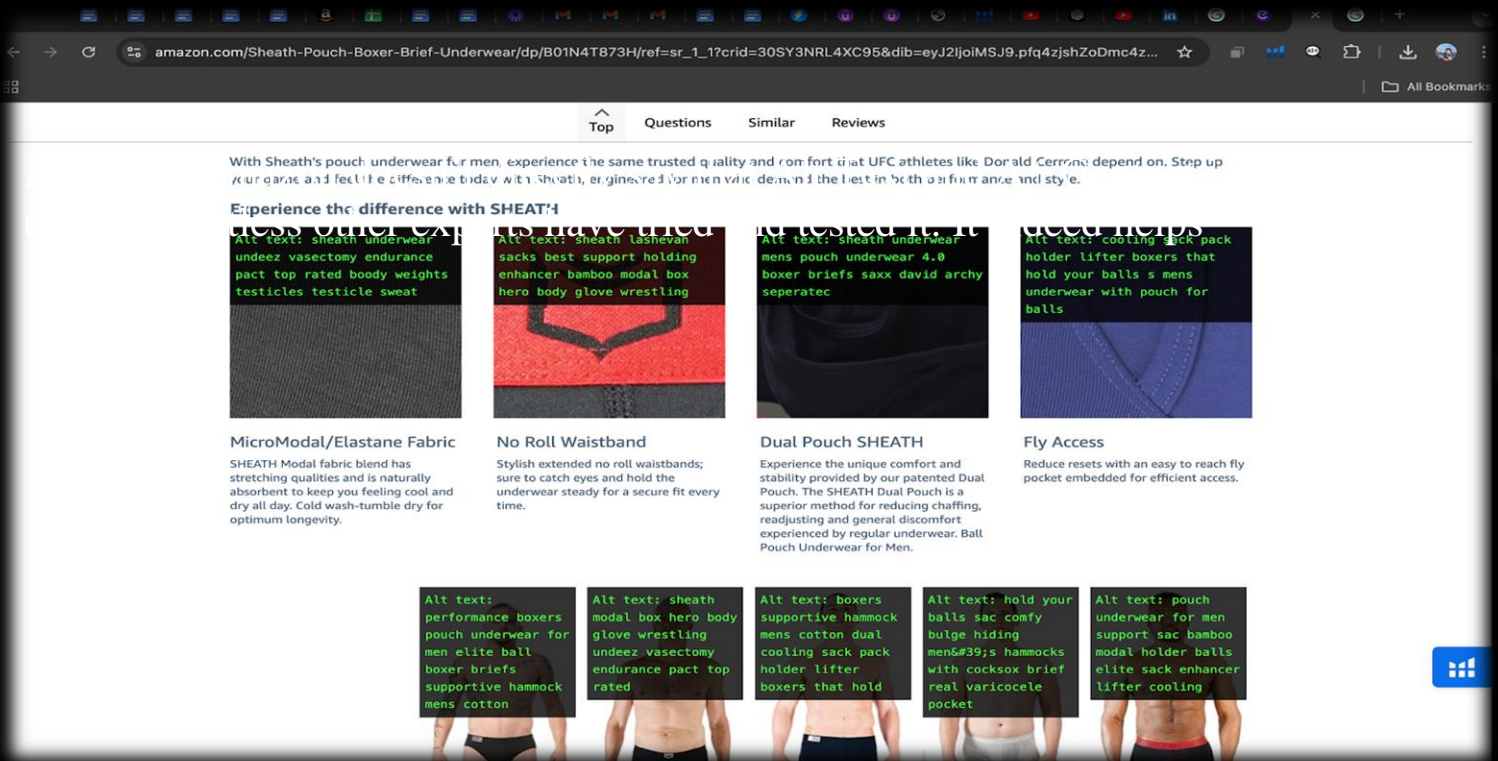 amazon.com/Sheath-Pouch-Boxer-Brief-Underwear/dp/B01N4T873H/ref=sr_1_1?crid=30SY3NRL4XC95&dib=eyJ2IjoiMSJ9.pfq4zjshZoDmc4z...
All Bookmarks
Top
Questions
Similar
Reviews
With Sheath's pouch underwear for men, experience the same trusted quality and comfort that UFC athletes like Donald Cerrone depend on. Step up
your game and feel the difference today with Sheath, engineered for men who demand the best in both performance and style.
Experience the difference with SHEATH
other experts have tried and tested it. It indeed helps
Alt text: sheath underwear
undeez vasectomy endurance
pact top rated boody weights
testicles testicle sweat
Alt text: sheath lashevan
sacks best support holding
enhancer bamboo modal box
hero body glove wrestling
Alt text: sheath underwear
mens pouch underwear 4.0
boxer briefs saxx david archy
seperatec
Alt text: cooling sack pack
holder lifter boxers that
hold your balls s mens
underwear with pouch for
balls
MicroModal/Elastane Fabric
SHEATH Modal fabric blend has
stretching qualities and is naturally
absorbent to keep you feeling cool and
dry all day. Cold wash-tumble dry for
optimum longevity.
No Roll Waistband
Stylish extended no roll waistbands;
sure to catch eyes and hold the
underwear steady for a secure fit every
time.
Dual Pouch SHEATH
Experience the unique comfort and
stability provided by our patented Dual
Pouch. The SHEATH Dual Pouch is a
superior method for reducing chaffing,
readjusting and general discomfort
experienced by regular underwear. Ball
Pouch Underwear for Men.
Fly Access
Reduce resets with an easy to reach fly
pocket embedded for efficient access.
Alt text:
performance boxers
pouch underwear for
men elite ball
boxer briefs
supportive hammock
mens cotton
Alt text: sheath
modal box hero body
glove wrestling
undeez vasectomy
endurance pact top
rated
Alt text: boxers
supportive hammock
mens cotton dual
cooling sack pack
holder lifter
boxers that hold
Alt text: hold your
balls sac comfy
bulge hiding
men&#39;s hammocks
with cocksox brief
real varicocele
pocket
Alt text: pouch
underwear for men
support sac bamboo
modal holder balls
elite sack enhancer
lifter cooling